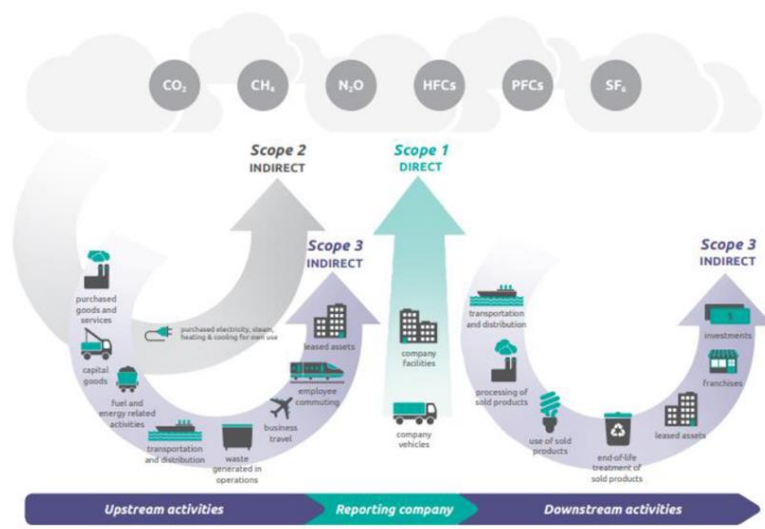 CO₂
CH₄
N₂O
HFCs
PFCs
SF₆
Scope 2
INDIRECT
Scope 1
DIRECT
Scope 3
INDIRECT
Scope 3
INDIRECT
purchased
goods and
services
capital
goods
fuel and
energy related
activities
transportation
and distribution
waste
generated in
operations
business
travel
employee
commuting
leased assets
purchased electricity, steam,
heating & cooling for own use
company
facilities
company
vehicles
transportation
and distribution
processing of
sold products
use of sold
products
end-of-life
treatment of
sold products
leased assets
franchises
$
investments
Upstream activities
Reporting company
Downstream activities